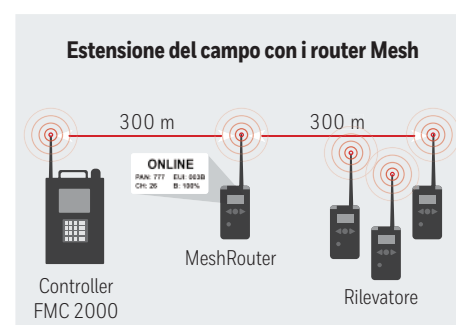 Estensione del campo con i router Mesh
300 m
300 m
ONLINE
PAN: 777 EUI: 063B
CH: 26 B: 100%
MeshRouter
Controller
FMC 2000
Rilevatore